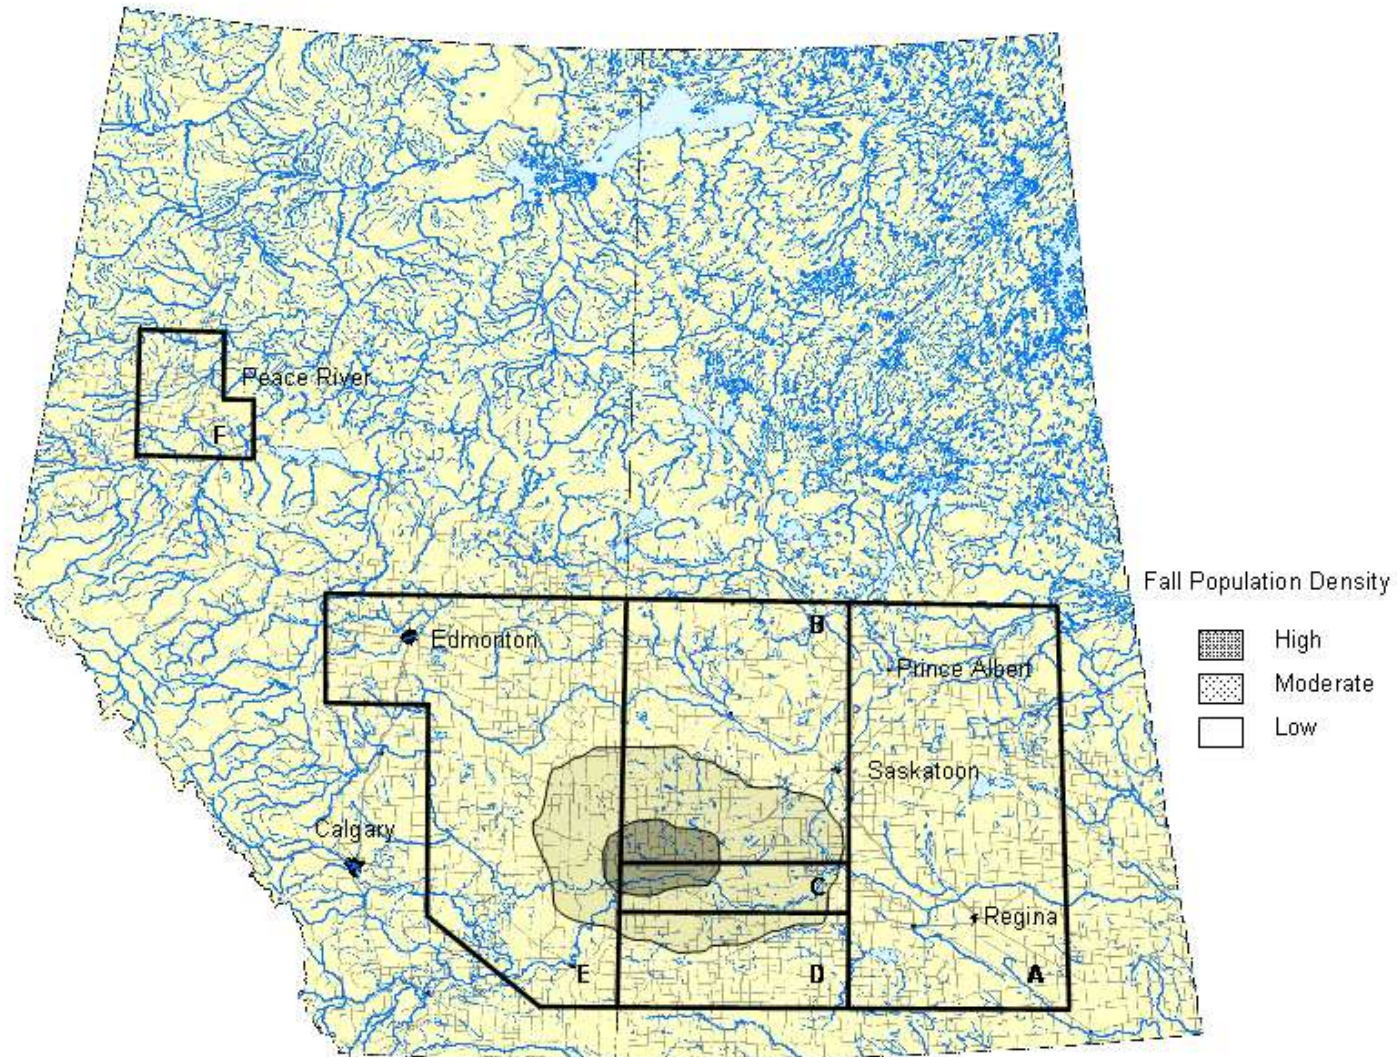 Peace River
F
Fall Population Density
High
Moderate
Low
B
Edmonton
Prince Albert
Saskatoon
Calgary
C
Regina
E
D
A